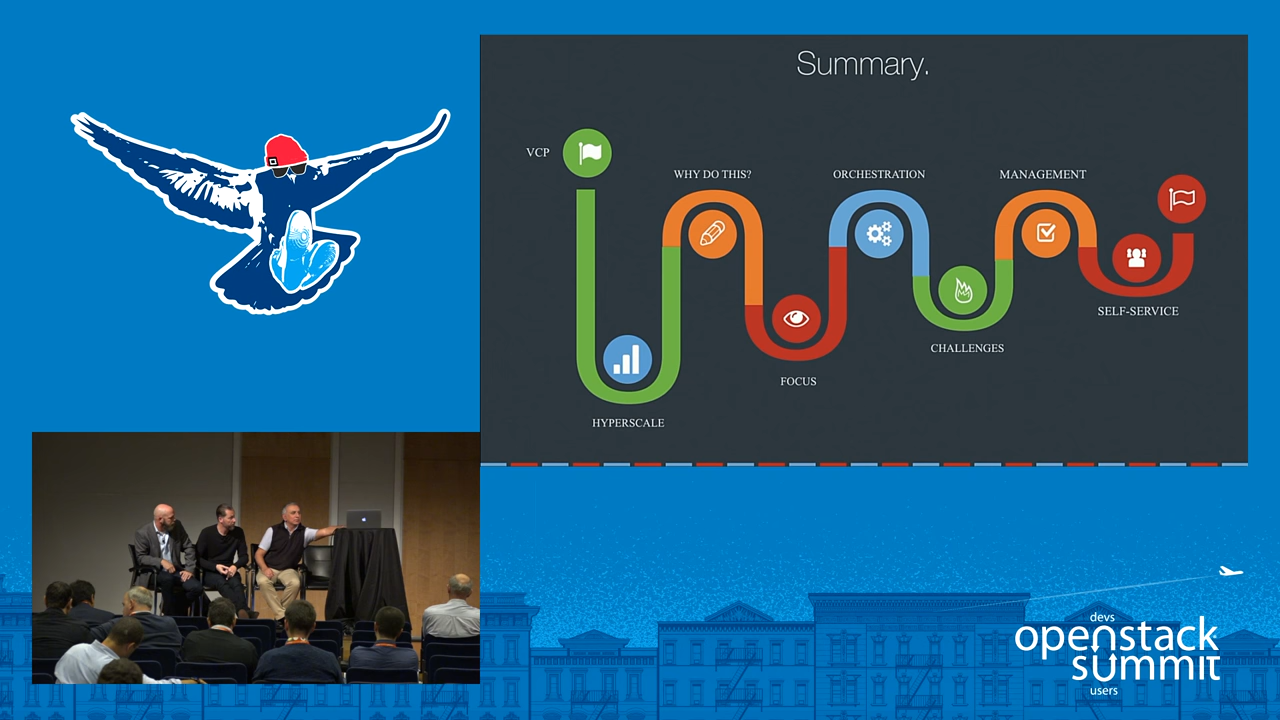 Summary.
VCP
WHY DO THIS?
ORCHESTRATION
MANAGEMENT
SELF-SERVICE
CHALLENGES
FOCUS
HYPERSCALE
devs
openstack
summit
users